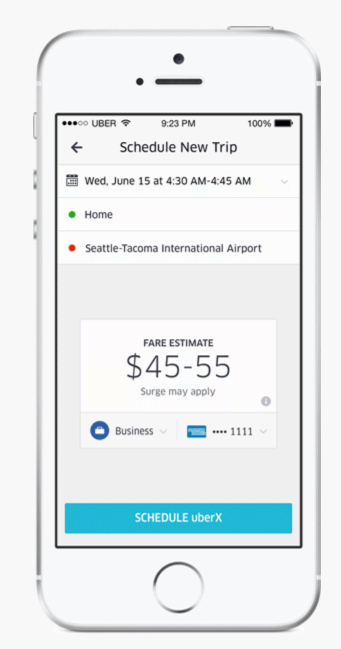 ●●●○○ UBER 9:23 PM 100%
Schedule New Trip
Wed, June 15 at 4:30 AM-4:45 AM
Home
Seattle-Tacoma International Airport
FARE ESTIMATE
$45-55
Surge may apply
Business •••• 1111
SCHEDULE uberX